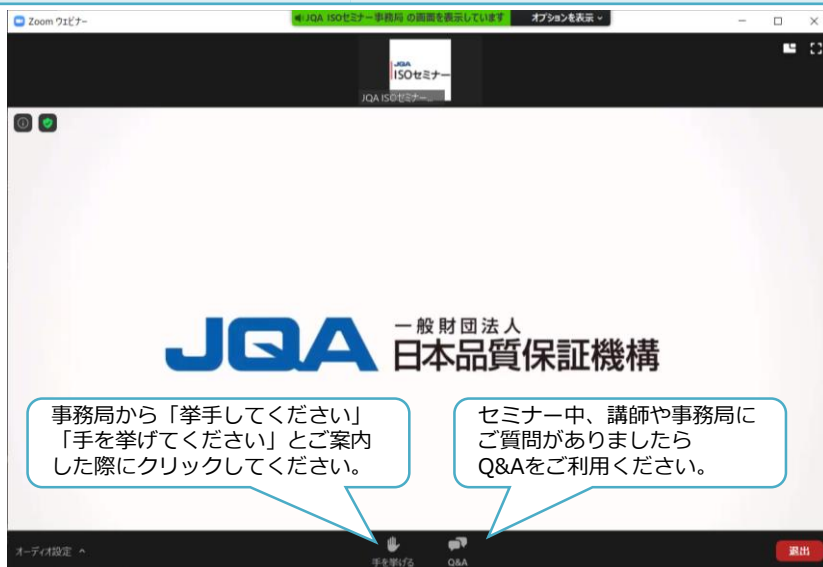 Zoom ウェビナー
JQA ISOセミナー事務局 の画面を表示しています
オプションを表示
JQA
ISOセミナー
JQA ISOセミナー...
JQA 一般財団法人
日本品質保証機構
事務局から「挙手してください」
「手を挙げてください」とご案内
した際にクリックしてください。
セミナー中、講師や事務局に
ご質問がありましたら
Q&Aをご利用ください。
オーディオ設定
手を挙げる
Q&A
退出